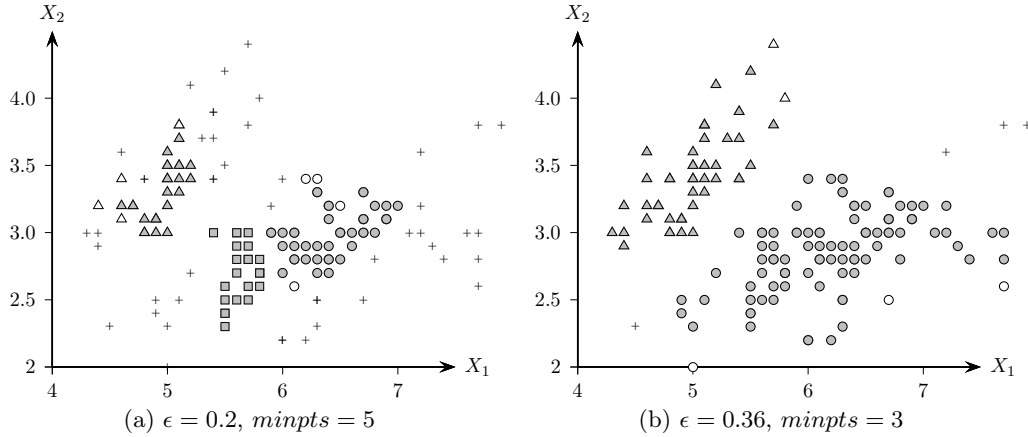 X₂ X₂
4.0 4.0
3.5 3.5
3.0 3.0
2.5 2.5
2 X₁ 2 X₁
4 5 6 7 4 5 6 7
(a) ϵ = 0.2, minpts = 5 (b) ϵ = 0.36, minpts = 3